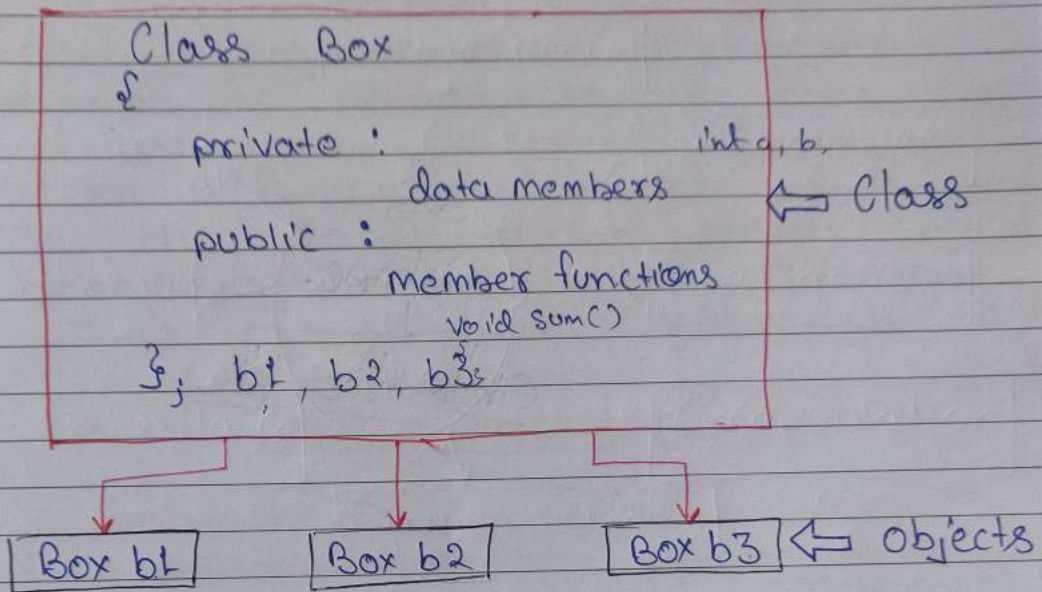 Class Box
{
private :
int a, b,
data members
<= Class
public :
member functions
void sum()
}; b1, b2, b3;
Box b1 Box b2 Box b3 <= Objects